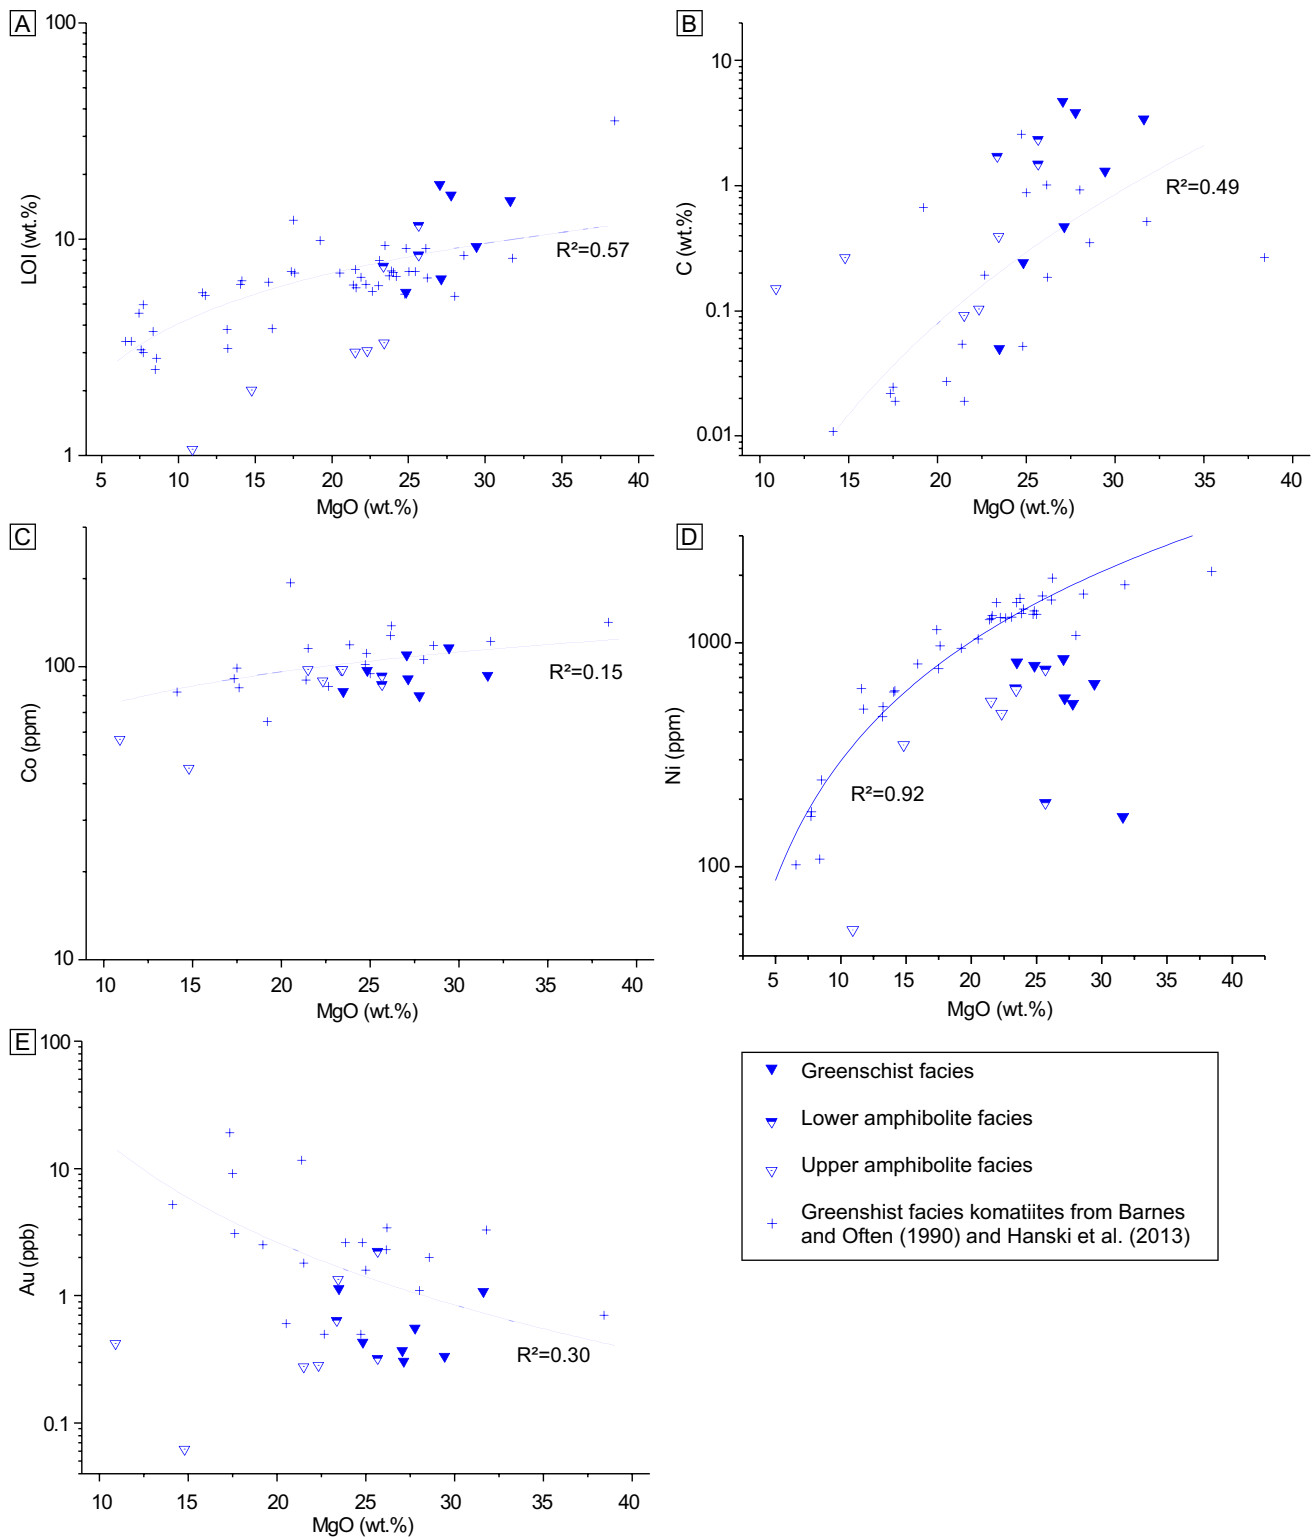 A
100
10
1
LOI (wt.%)
R²=0.57
5 10 15 20 25 30 35 40
MgO (wt.%)
B
10
1
0.1
0.01
C (wt.%)
R²=0.49
10 15 20 25 30 35 40
MgO (wt.%)
C
100
10
Co (ppm)
R²=0.15
10 15 20 25 30 35 40
MgO (wt.%)
D
1000
100
Ni (ppm)
R²=0.92
5 10 15 20 25 30 35 40
MgO (wt.%)
E
100
10
1
0.1
Au (ppb)
R²=0.30
10 15 20 25 30 35 40
MgO (wt.%)
Greenschist facies
Lower amphibolite facies
Upper amphibolite facies
Greenshist facies komatiites from Barnes
and Often (1990) and Hanski et al. (2013)